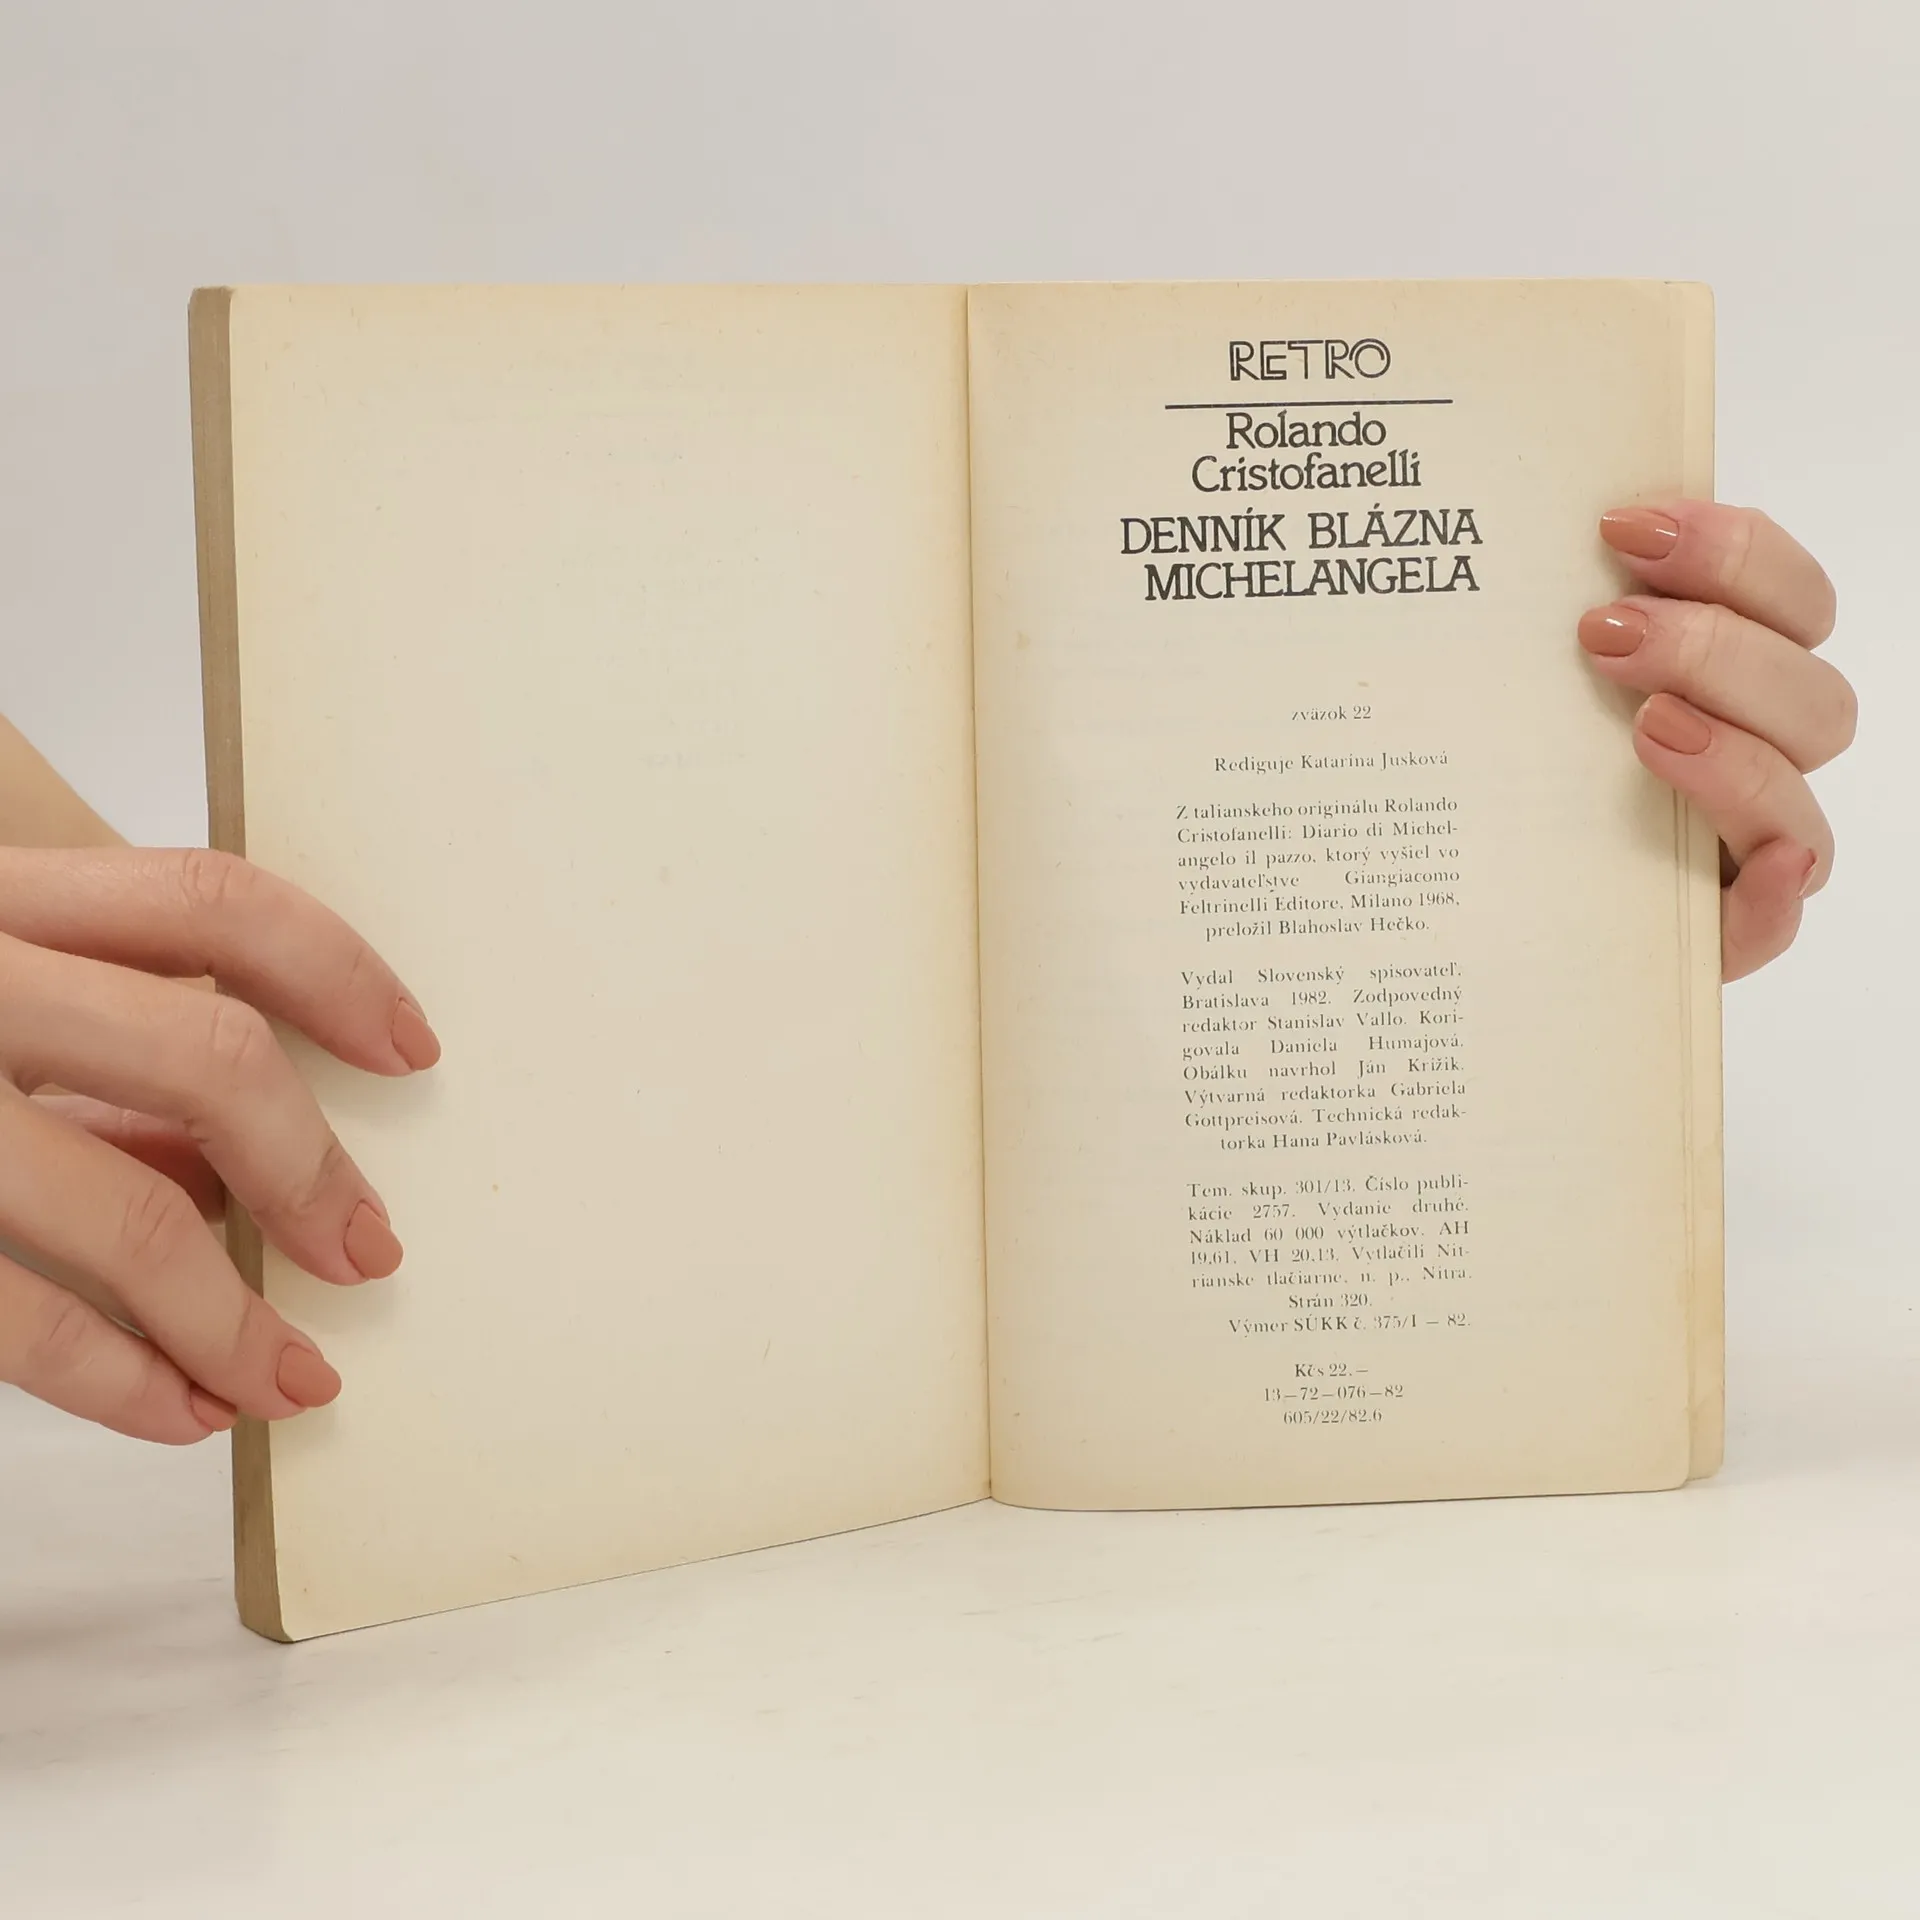 RETRO
Rolando
Cristofanelli
DENNÍK BLÁZNA
MICHELANGELA
zväzok 22
Rediguje Katarína Jusková
Z talianskeho originálu Rolando
Cristofanelli: Diario di Michel-
angelo il pazzo, ktorý vyšiel vo
vydavateľstve Giangiacomo
Feltrinelli Editore, Milano 1968,
preložil Blahoslav Hečko.
Vydal Slovenský spisovateľ,
Bratislava 1982. Zodpovedný
redaktor Stanislav Vallo. Kori-
govala Daniela Humajová.
Obálku navrhol Ján Križik.
Výtvarná redaktorka Gabriela
Gottpreisová. Technická redak-
torka Hana Pavlásková.
Tem. skup. 301/13. Číslo publi-
kácie 2757. Vydanie druhé.
Náklad 60 000 výtlačkov. AH
19,61, VH 20,13. Vytlačili Nit-
rianske tlačiarne, n. p., Nitra.
Strán 320.
Výmer SÚKK č. 375/I — 82.
Kčs 22.—
13—72—076—82
605/22/82.6